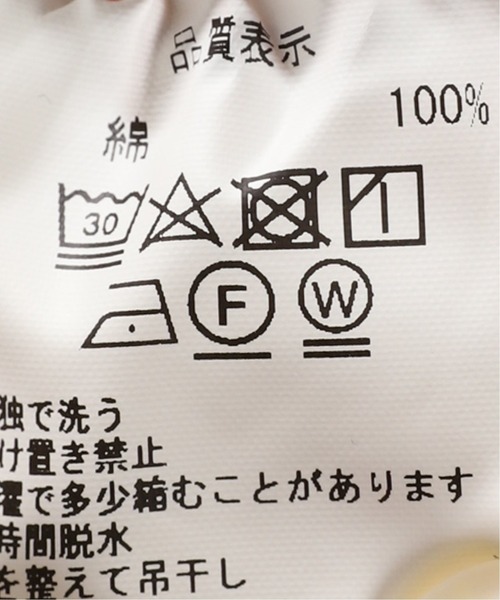 品質表示
綿 100%
30
F W
独で洗う
け置き禁止
濯で多少縮むことがあります
時間脱水
を整えて吊干し